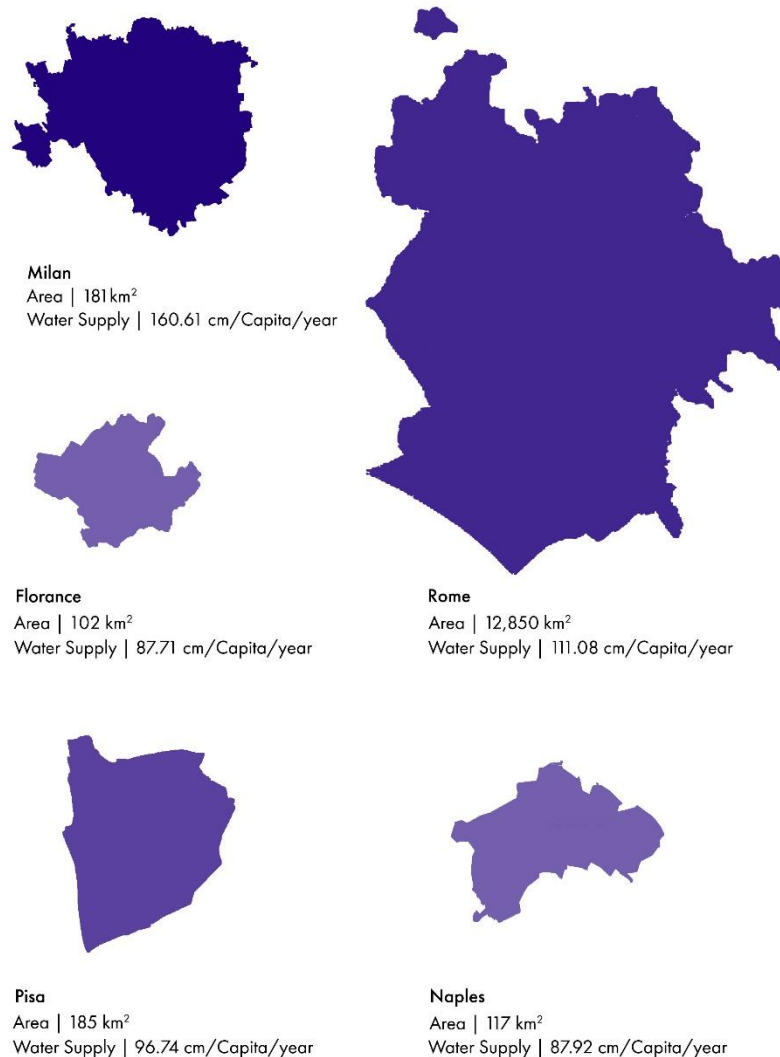 Milan
Area | 181km²
Water Supply | 160.61 cm/Capita/year
Florance
Area | 102 km²
Water Supply | 87.71 cm/Capita/year
Rome
Area | 12,850 km²
Water Supply | 111.08 cm/Capita/year
Pisa
Area | 185 km²
Water Supply | 96.74 cm/Capita/year
Naples
Area | 117 km²
Water Supply | 87.92 cm/Capita/year